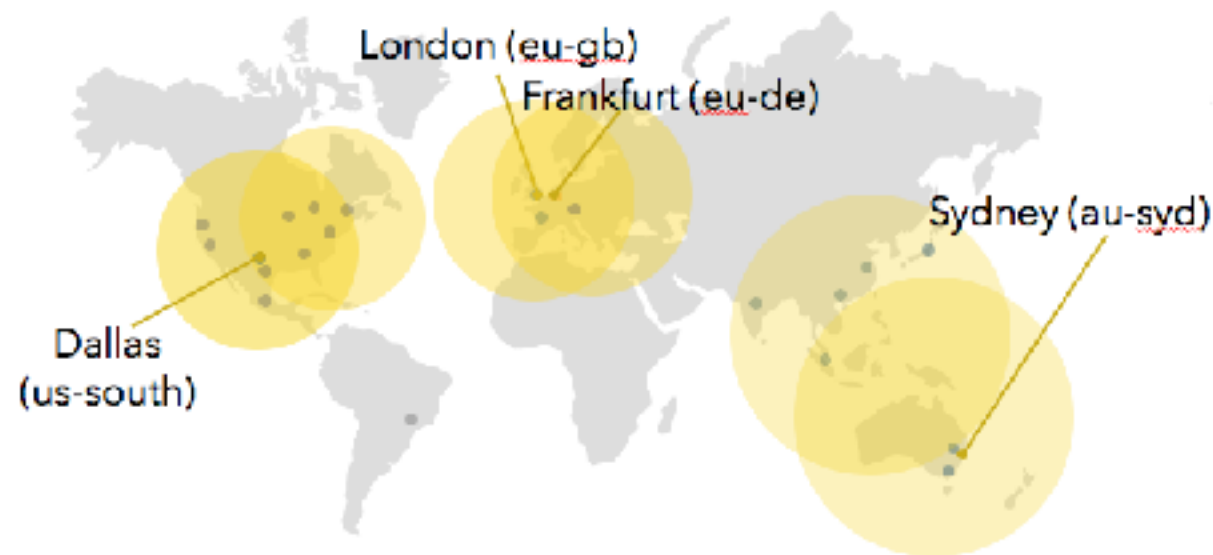 London (eu-gb)
Frankfurt (eu-de)
Sydney (au-syd)
Dallas
(us-south)